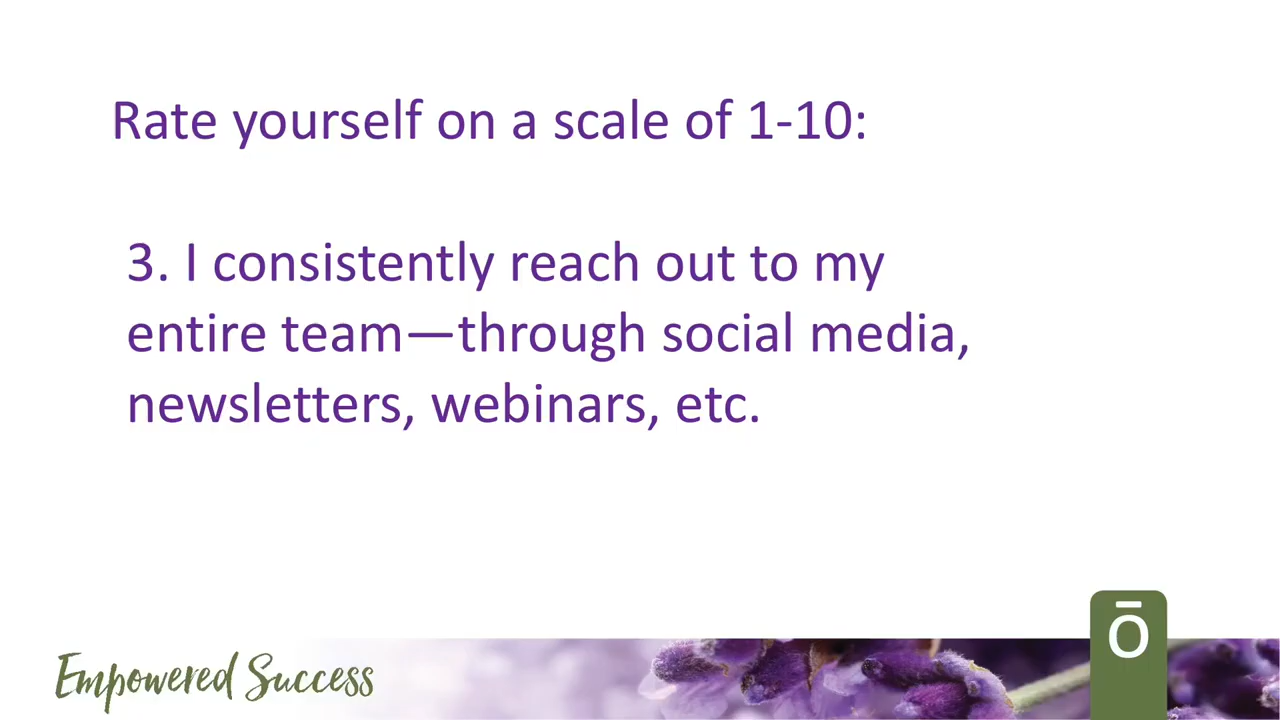 Rate yourself on a scale of 1-10:
3. I consistently reach out to my
entire team—through social media,
newsletters, webinars, etc.
Empowered Success
ō